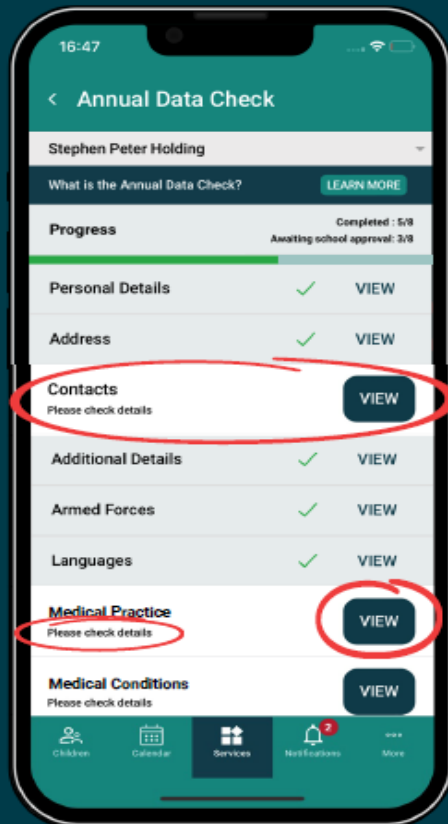 16:47
< Annual Data Check
Stephen Peter Holding
What is the Annual Data Check? LEARN MORE
Progress
Completed : 5/8
Awaiting school approval: 3/8
Personal Details ✓ VIEW
Address ✓ VIEW
Contacts
Please check details
VIEW
Additional Details ✓ VIEW
Armed Forces ✓ VIEW
Languages ✓ VIEW
Medical Practice
Please check details
VIEW
Medical Conditions
Please check details
VIEW
2
Children Calendar Services Notifications More